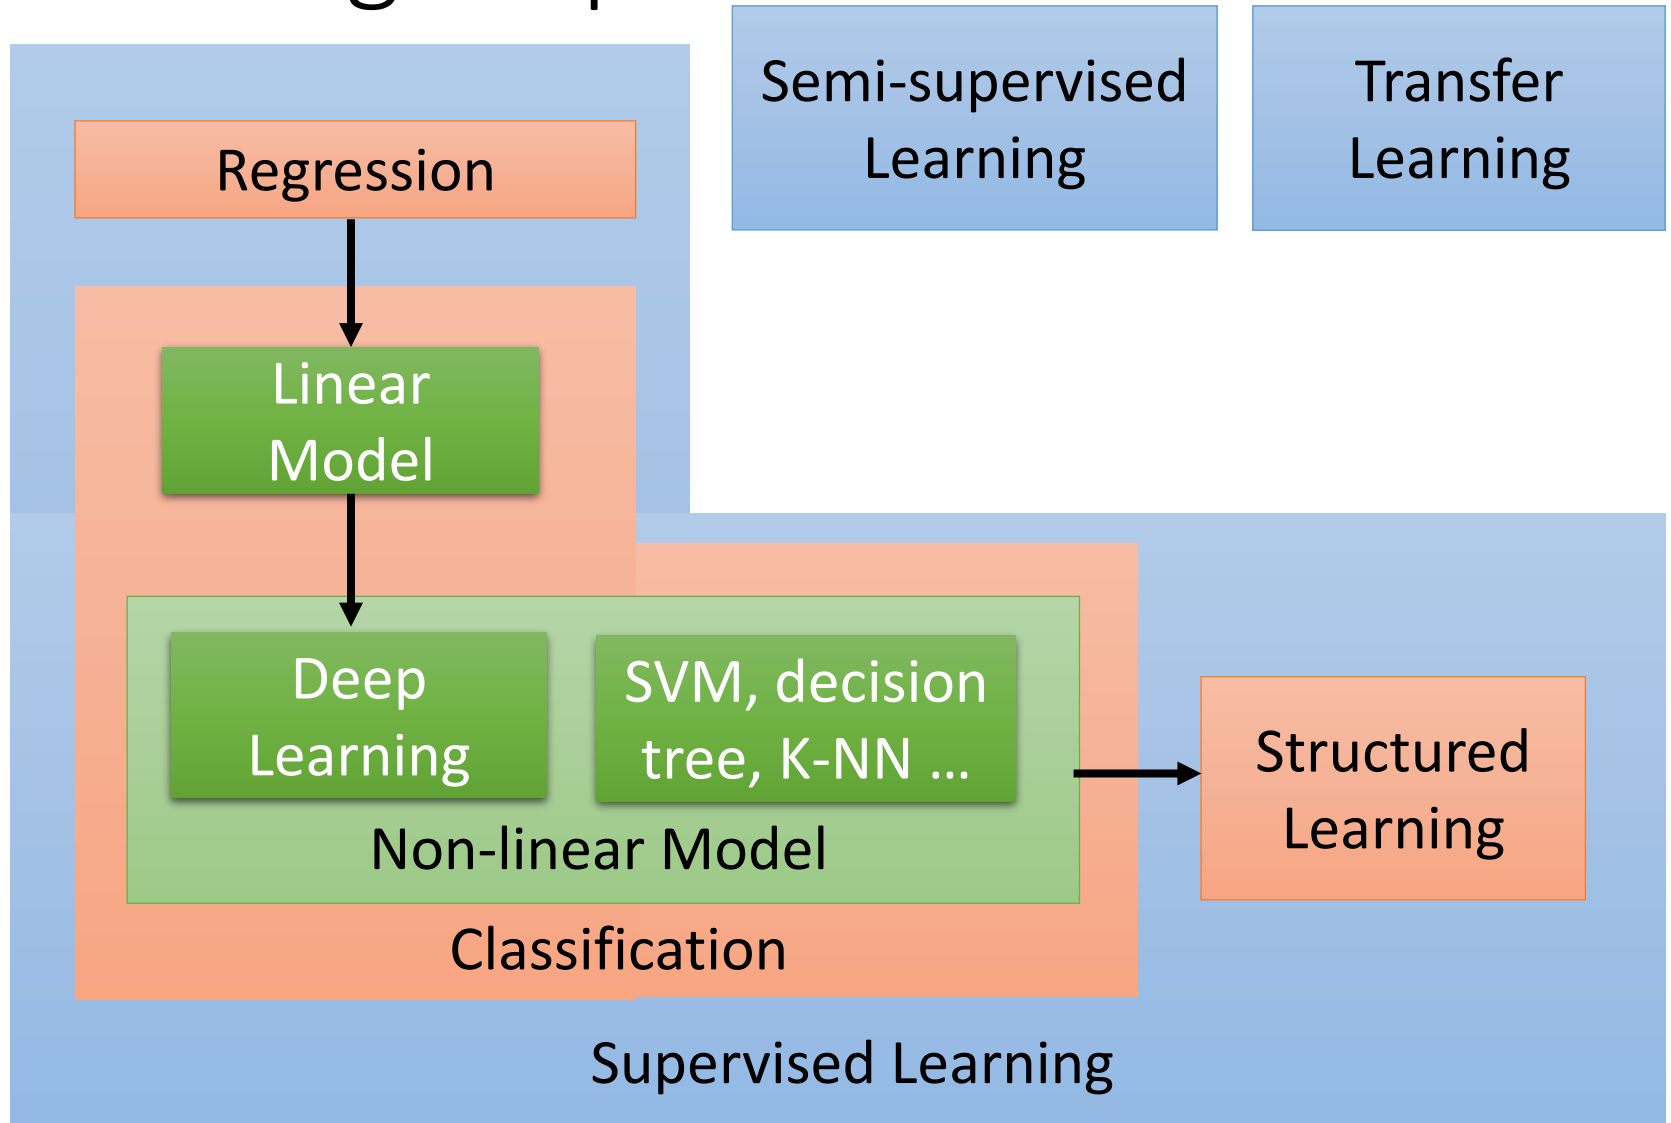 Semi-supervised
Learning
Transfer
Learning
Regression
Linear
Model
Deep
Learning
SVM, decision
tree, K-NN ...
Non-linear Model
Structured
Learning
Classification
Supervised Learning